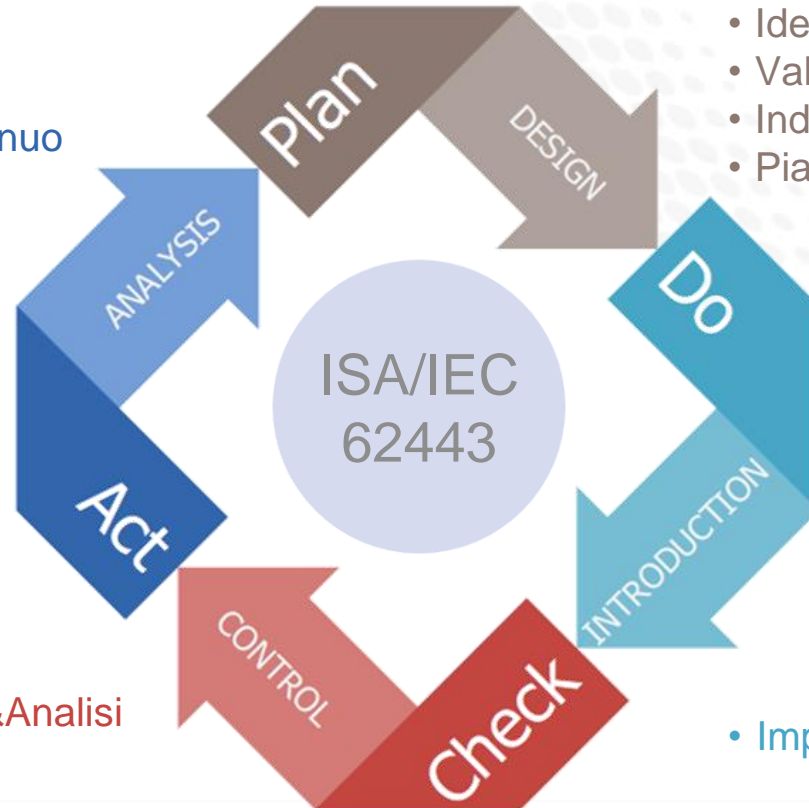 • Ide
• Val
• Ind
• Pia
nuo
Plan
DESIGN
ANALYSIS
Do
ISA/IEC
62443
Act
INTRODUCTION
CONTROL
Check
&Analisi
• Imp